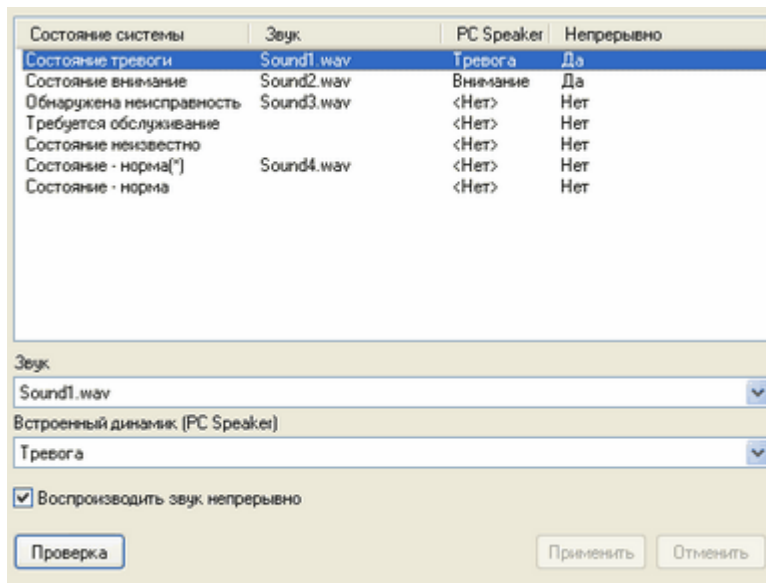 Состояние системы Звук PC Speaker Непрерывно
Состояние тревоги Sound1.wav Тревога Да
Состояние внимание Sound2.wav Внимание Да
Обнаружена неисправность Sound3.wav <Нет> Нет
Требуется обслуживание <Нет> Нет
Состояние неизвестно <Нет> Нет
Состояние - норма(*) Sound4.wav <Нет> Нет
Состояние - норма <Нет> Нет
Звук
Sound1.wav
Встроенный динамик (PC Speaker)
Тревога
Воспроизводить звук непрерывно
Проверка Применить Отменить